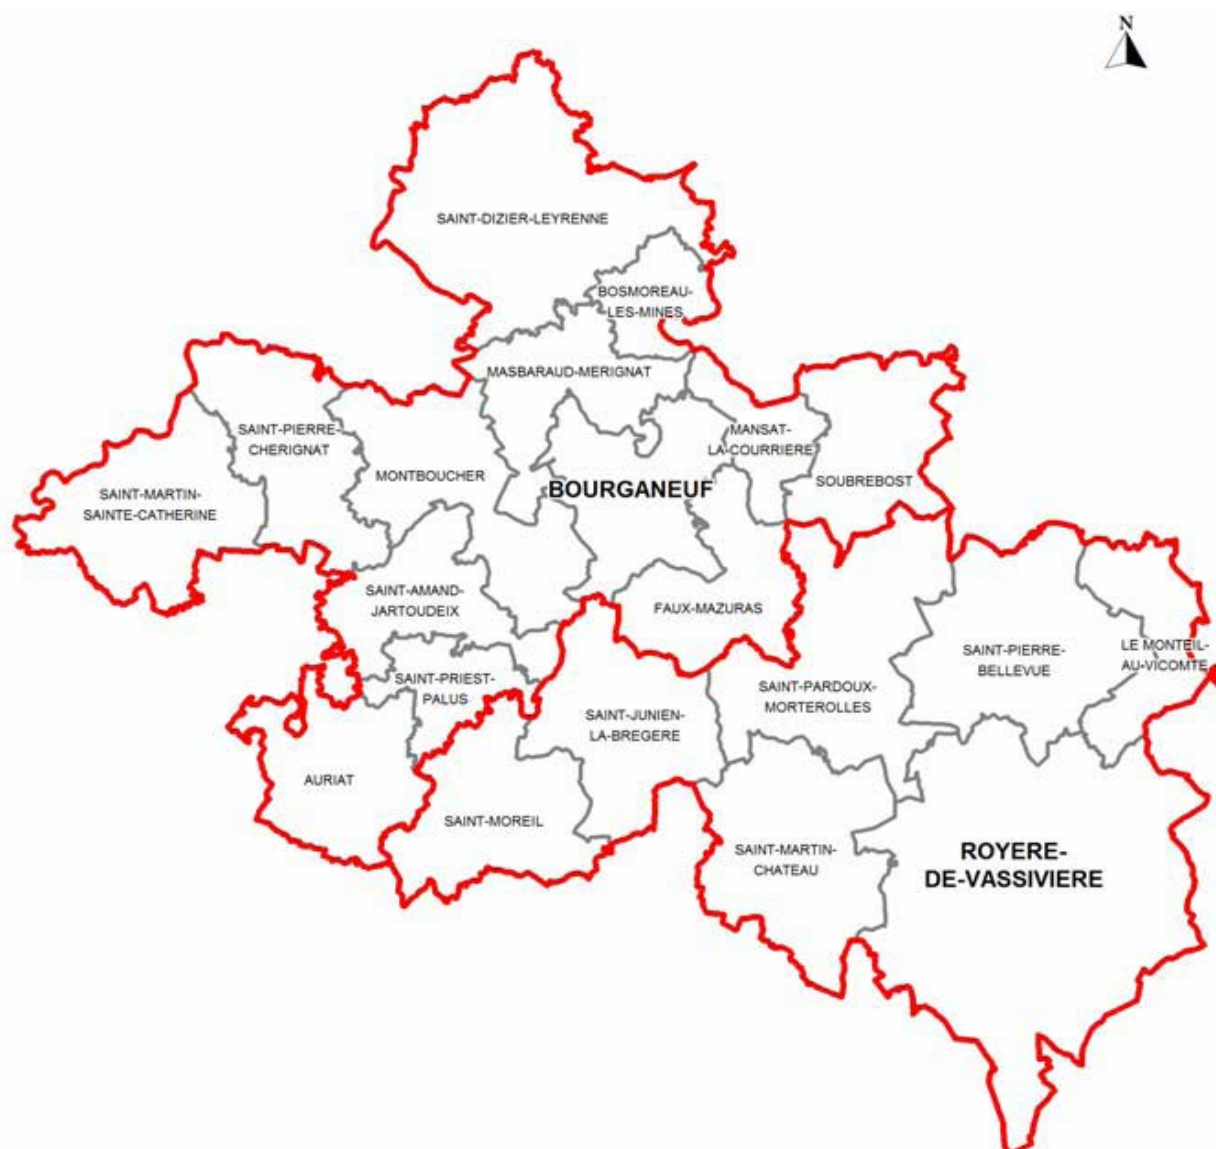 N
SAINT-DIZIER-LEYRENNE
BOSMOREAU-
LES-MINES
MASBARAUD-MERIGNAT
SAINT-PIERRE-
CHERIGNAT
MANSAT-
LA-COURRIERE
MONTBOUCHER
SOUBREBOST
BOURGANEUF
SAINT-MARTIN-
SAINTE-CATHERINE
SAINT-AMAND-
JARTOUDEIX
FAUX-MAZURAS
SAINT-PIERRE-
BELLEVUE
LE MONTEIL-
AU-VICOMTE
SAINT-PRIEST-
PALUS
SAINT-PARDOUX-
MORTEROLLES
SAINT-JUNIEN-
LA-BREGERE
AURIAT
SAINT-MOREIL
SAINT-MARTIN-
CHATEAU
ROYERE-
DE-VASSIVIERE